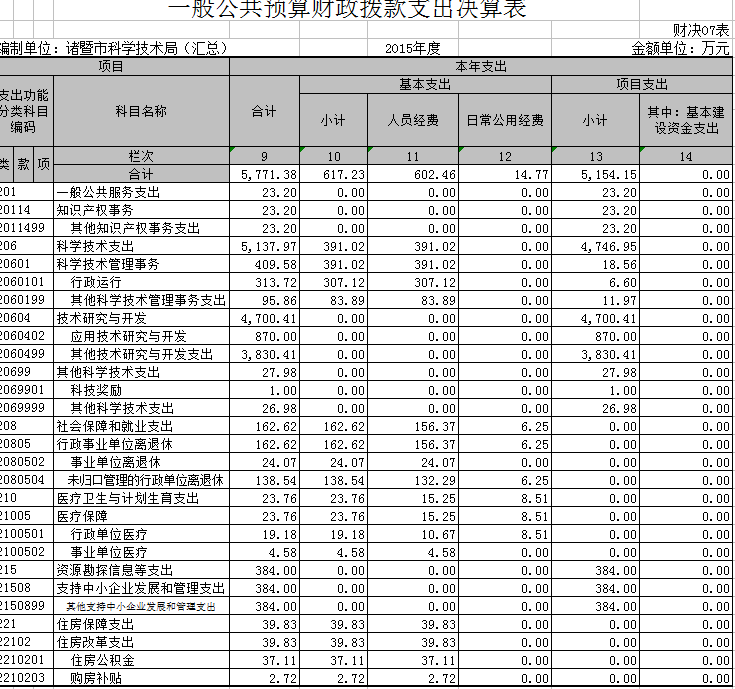 一般公共预算财政拨款支出决算表
财决07表
编制单位：诸暨市科学技术局（汇总） 2015年度 金额单位：万元
项目 本年支出
支出功能分类科目编码 科目名称 合计 基本支出 项目支出
小计 人员经费 日常公用经费 小计 其中：基本建设资金支出
类 款 项 栏次 9 10 11 12 13 14
合计 5,771.38 617.23 602.46 14.77 5,154.15 0.00
201 一般公共服务支出 23.20 0.00 0.00 0.00 23.20 0.00
20114 知识产权事务 23.20 0.00 0.00 0.00 23.20 0.00
2011499 其他知识产权事务支出 23.20 0.00 0.00 0.00 23.20 0.00
206 科学技术支出 5,137.97 391.02 391.02 0.00 4,746.95 0.00
20601 科学技术管理事务 409.58 391.02 391.02 0.00 18.56 0.00
2060101 行政运行 313.72 307.12 307.12 0.00 6.60 0.00
2060199 其他科学技术管理事务支出 95.86 83.89 83.89 0.00 11.97 0.00
20604 技术研究与开发 4,700.41 0.00 0.00 0.00 4,700.41 0.00
2060402 应用技术研究与开发 870.00 0.00 0.00 0.00 870.00 0.00
2060499 其他技术研究与开发支出 3,830.41 0.00 0.00 0.00 3,830.41 0.00
20699 其他科学技术支出 27.98 0.00 0.00 0.00 27.98 0.00
2069901 科技奖励 1.00 0.00 0.00 0.00 1.00 0.00
2069999 其他科学技术支出 26.98 0.00 0.00 0.00 26.98 0.00
208 社会保障和就业支出 162.62 162.62 156.37 6.25 0.00 0.00
20805 行政事业单位离退休 162.62 162.62 156.37 6.25 0.00 0.00
2080502 事业单位离退休 24.07 24.07 24.07 0.00 0.00 0.00
2080504 未归口管理的行政单位离退休 138.54 138.54 132.29 6.25 0.00 0.00
210 医疗卫生与计划生育支出 23.76 23.76 15.25 8.51 0.00 0.00
21005 医疗保障 23.76 23.76 15.25 8.51 0.00 0.00
2100501 行政单位医疗 19.18 19.18 10.67 8.51 0.00 0.00
2100502 事业单位医疗 4.58 4.58 4.58 0.00 0.00 0.00
215 资源勘探信息等支出 384.00 0.00 0.00 0.00 384.00 0.00
21508 支持中小企业发展和管理支出 384.00 0.00 0.00 0.00 384.00 0.00
2150899 其他支持中小企业发展和管理支出 384.00 0.00 0.00 0.00 384.00 0.00
221 住房保障支出 39.83 39.83 39.83 0.00 0.00 0.00
22102 住房改革支出 39.83 39.83 39.83 0.00 0.00 0.00
2210201 住房公积金 37.11 37.11 37.11 0.00 0.00 0.00
2210203 购房补贴 2.72 2.72 2.72 0.00 0.00 0.00